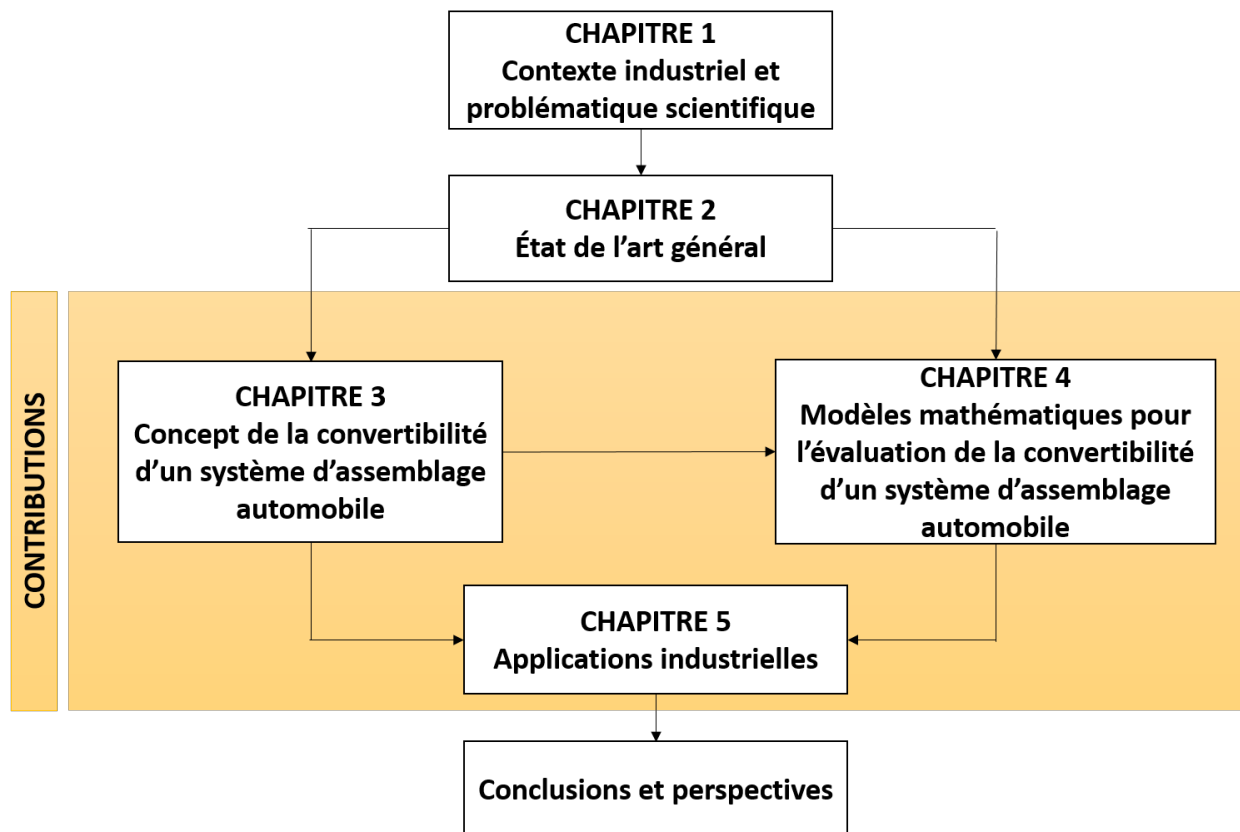 CHAPITRE 1
Contexte industriel et
problématique scientifique
CHAPITRE 2
État de l’art général
CONTRIBUTIONS
CHAPITRE 3
Concept de la convertibilité
d’un système d’assemblage
automobile
CHAPITRE 4
Modèles mathématiques pour
l’évaluation de la convertibilité
d’un système d’assemblage
automobile
CHAPITRE 5
Applications industrielles
Conclusions et perspectives